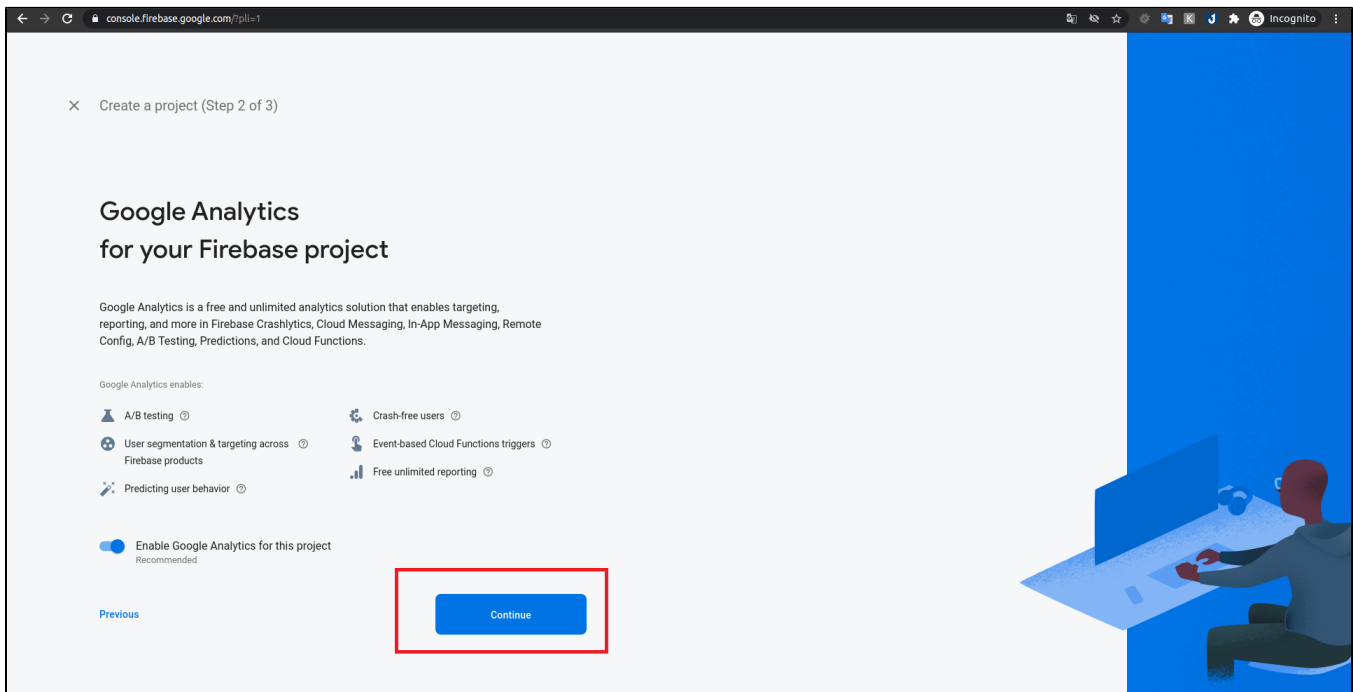 console.firebase.google.com/?pli=1
Incognito
Create a project (Step 2 of 3)
Google Analytics
for your Firebase project
Google Analytics is a free and unlimited analytics solution that enables targeting,
reporting, and more in Firebase Crashlytics, Cloud Messaging, In-App Messaging, Remote
Config, A/B Testing, Predictions, and Cloud Functions.
Google Analytics enables:
A/B testing
User segmentation & targeting across
Firebase products
Predicting user behavior
Crash-free users
Event-based Cloud Functions triggers
Free unlimited reporting
Enable Google Analytics for this project
Recommended
Previous
Continue